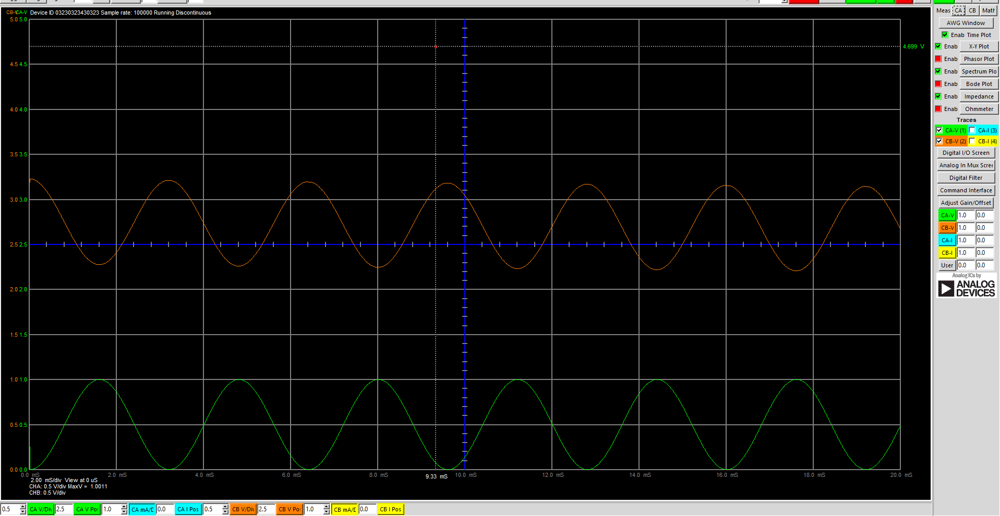 CB-V CA-V Device ID 03230323430323 Sample rate: 100000 Running Discontinuous
5.0 5.0
4.699 V
4.5 4.5
4.0 4.0
3.5 3.5
3.0 3.0
2.5 2.5
2.0 2.0
1.5 1.5
1.0 1.0
0.5 0.5
0.0 0.0
0.0 mS 2.0 mS 4.0 mS 6.0 mS 8.0 mS 9.33 mS 10.0 mS 12.0 mS 14.0 mS 16.0 mS 18.0 mS 20.0 mS
2.00 mS/div View at 0 uS
CHA: 0.5 V/div MaxV = 1.0011
CHB: 0.5 V/div
0.5 CA V/Div 2.5 CA V Pos 1.0 CA mA/D 0.0 CA I Pos 0.5 CB V/Div 2.5 CB V Pos 1.0 CB mA/D 0.0 CB I Pos
Meas CA CB Math
AWG Window
Enab Time Plot
Enab X-Y Plot
Enab Phasor Plot
Enab Spectrum Plo
Enab Bode Plot
Enab Impedance
Enab Ohmmeter
Traces
CA-V (1) CA-I (3)
CB-V (2) CB-I (4)
Digital I/O Screen
Analog In Mux Scree
Digital Filter
Command Interface
Adjust Gain/Offset
CA-V 1.0 0.0
CB-V 1.0 0.0
CA-I 1.0 0.0
CB-I 1.0 0.0
User 0.0 0.0
Analog ICs by
ANALOG
DEVICES